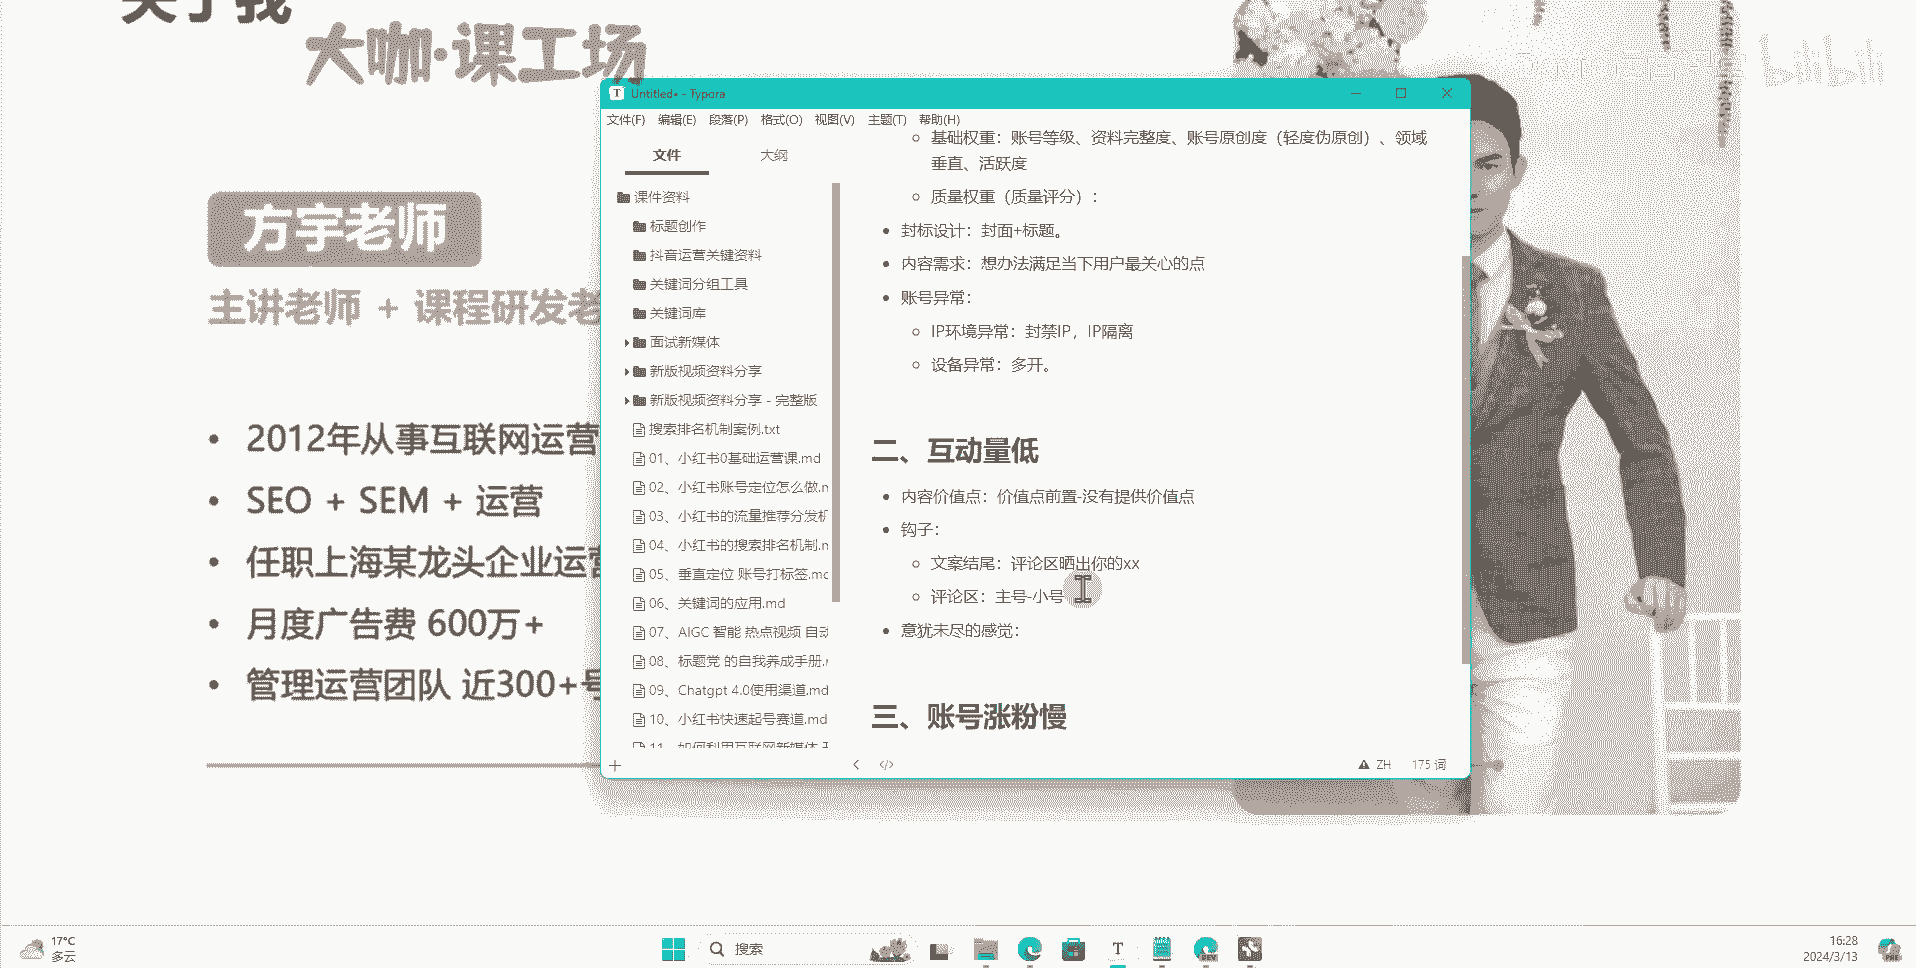 关于我
大咖·课工场
bilibili
方宇老师
主讲老师 + 课程研发老
2012年从事互联网运营
SEO + SEM + 运营
任职上海某龙头企业运营
月度广告费 600万+
管理运营团队 近300+号
Untitled• - Typora
文件(F) 编辑(E) 段落(P) 格式(O) 视图(V) 主题(T) 帮助(H)
文件 大纲
课件资料
标题创作
抖音运营关键资料
关键词分组工具
关键词库
面试新媒体
新版视频资料分享
新版视频资料分享 - 完整版
搜索排名机制案例.txt
01、小红书0基础运营课.md
02、小红书账号定位怎么做.m
03、小红书的流量推荐分发机
04、小红书的搜索排名机制.m
05、垂直定位 账号打标签.md
06、关键词的应用.md
07、AIGC 智能 热点视频 自动
08、标题党 的自我养成手册.
09、Chatgpt 4.0使用渠道.md
10、小红书快速起号赛道.md
11、如何利用互联网新媒体
基础权重：账号等级、资料完整度、账号原创度（轻度伪原创）、领域
垂直、活跃度
质量权重（质量评分）：
封标设计：封面+标题。
内容需求：想办法满足当下用户最关心的点
账号异常：
IP环境异常：封禁IP，IP隔离
设备异常：多开。
二、互动量低
内容价值点：价值点前置-没有提供价值点
钩子：
文案结尾：评论区晒出你的xx
评论区：主号-小号
意犹未尽的感觉：
三、账号涨粉慢
ZH 175 词
17°C
多云
搜索
16:28
2024/3/13